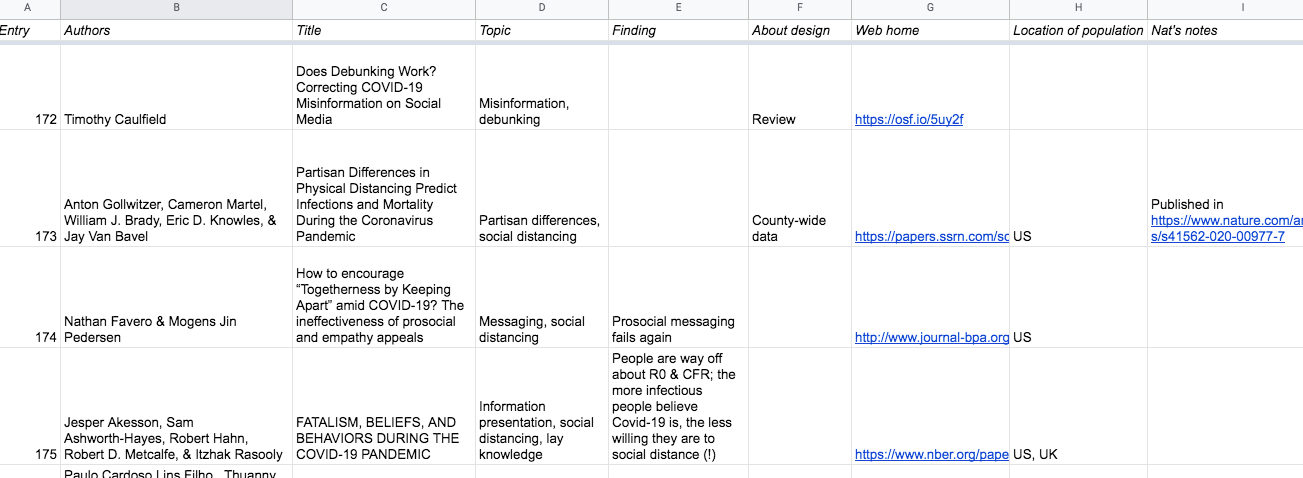 A B C D E F G H I
Entry Authors Title Topic Finding About design Web home Location of population Nat's notes
172
Timothy Caulfield
Does Debunking Work?
Correcting COVID-19
Misinformation on Social
Media
Misinformation,
debunking
Review
https://osf.io/5uy2f
173
Anton Gollwitzer, Cameron Martel,
William J. Brady, Eric D. Knowles, &
Jay Van Bavel
Partisan Differences in
Physical Distancing Predict
Infections and Mortality
During the Coronavirus
Pandemic
Partisan differences,
social distancing
County-wide
data
https://papers.ssrn.com/sc
US
Published in
https://www.nature.com/ar
s/s41562-020-00977-7
174
Nathan Favero & Mogens Jin
Pedersen
How to encourage
“Togetherness by Keeping
Apart” amid COVID-19? The
ineffectiveness of prosocial
and empathy appeals
Messaging, social
distancing
Prosocial messaging
fails again
http://www.journal-bpa.org
US
175
Jesper Akesson, Sam
Ashworth-Hayes, Robert Hahn,
Robert D. Metcalfe, & Itzhak Rasooly
FATALISM, BELIEFS, AND
BEHAVIORS DURING THE
COVID-19 PANDEMIC
Information
presentation, social
distancing, lay
knowledge
People are way off
about R0 & CFR; the
more infectious
people believe
Covid-19 is, the less
willing they are to
social distance (!)
https://www.nber.org/pape
US, UK
Paulo Cardoso Lins Filho, Thuanny